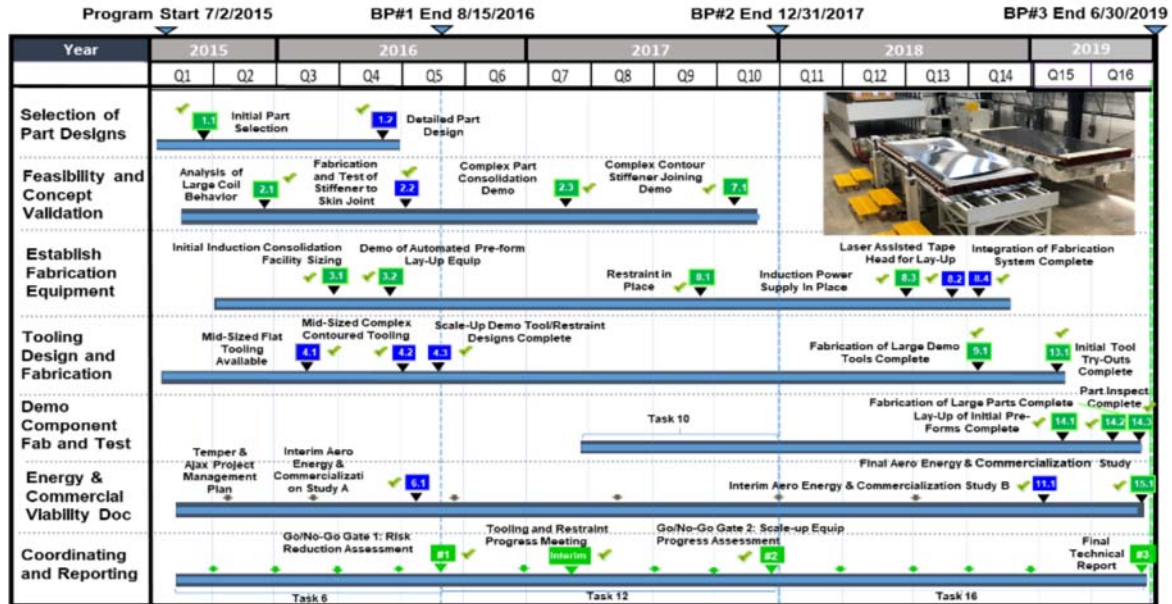 Program Start 7/2/2015
BP#1 End 8/15/2016
BP#2 End 12/31/2017
BP#3 End 6/30/2019
Year
2015
2016
2017
2018
2019
Q1
Q2
Q3
Q4
Q5
Q6
Q7
Q8
Q9
Q10
Q11
Q12
Q13
Q14
Q15
Q16
Selection of
Part Designs
1.1
Initial Part
Selection
1.2
Detailed Part
Design
Feasibility and
Concept
Validation
Analysis of
Large Coil
Behavior
2.1
Fabrication
and Test of
Stiffener to
Skin Joint
2.2
Complex Part
Consolidation
Demo
2.3
Complex Contour
Stiffener Joining
Demo
7.1
Establish
Fabrication
Equipment
Initial Induction Consolidation
Facility Sizing
3.1
Demo of Automated Pre-form
Lay-Up Equip
3.2
Restraint in
Place
8.1
Induction Power
Supply In Place
8.3
Laser Assisted Tape
Head for Lay-Up
8.2
8.4
Integration of Fabrication
System Complete
Tooling
Design and
Fabrication
Mid-Sized Flat
Tooling
Available
4.1
Mid-Sized Complex
Contoured Tooling
4.2
4.3
Scale-Up Demo Tool/Restraint
Designs Complete
Fabrication of Large Demo
Tools Complete
9.1
13.1
Initial Tool
Try-Outs
Complete
Demo
Component
Fab and Test
Task 10
Fabrication of Large Parts Complete
Lay-Up of Initial Pre-
Forms Complete
14.1
14.2
Part Inspect
Complete
14.3
Energy &
Commercial
Viability Doc
Temper &
Ajax Project
Management
Plan
Interim Aero
Energy &
Commercializati
on Study A
6.1
Final Aero Energy & Commercialization Study
Interim Aero Energy & Commercialization Study B
11.1
15.1
Coordinating
and Reporting
Go/No-Go Gate 1: Risk
Reduction Assessment
#1
Tooling and Restraint
Progress Meeting
Interim
Go/No-Go Gate 2: Scale-up Equip
Progress Assessment
#2
Final
Technical
Report
#3
Task 6
Task 12
Task 16